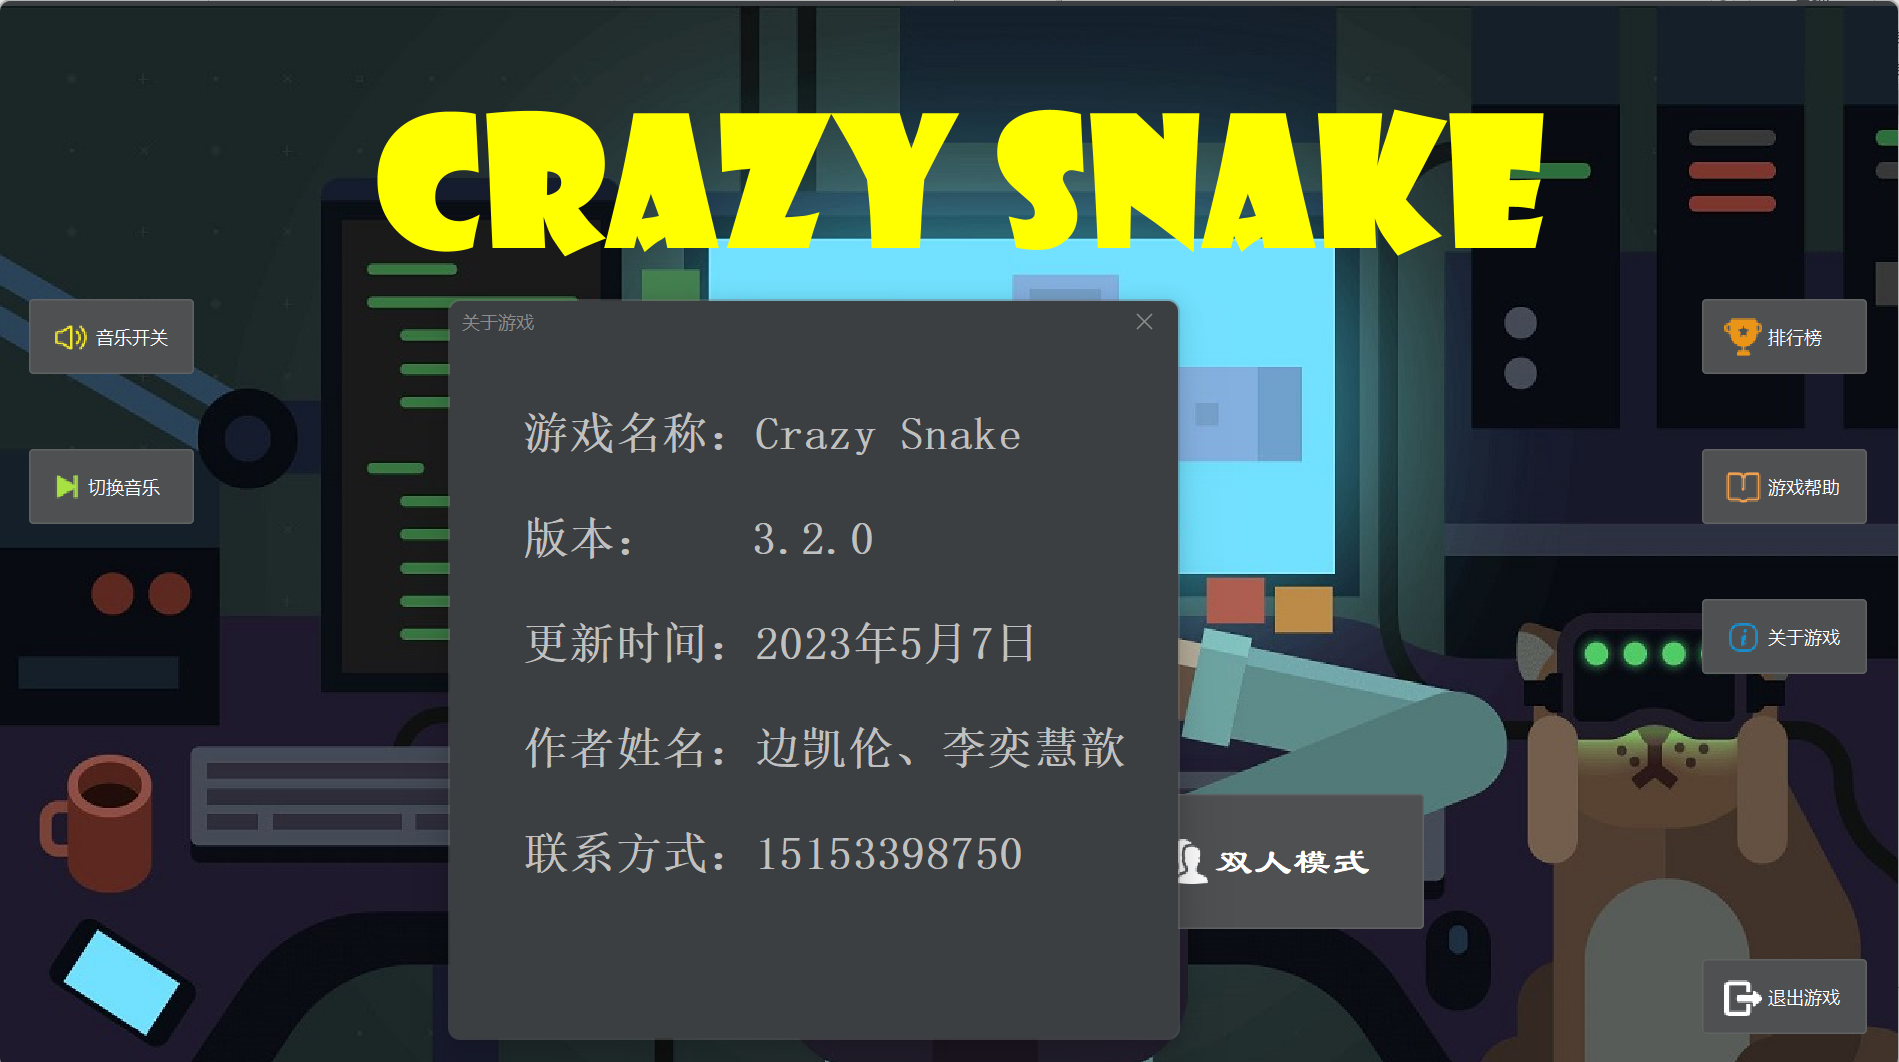 CRAZY SNAKE
音乐开关
切换音乐
关于游戏
游戏名称：Crazy Snake
版本： 3.2.0
更新时间：2023年5月7日
作者姓名：边凯伦、李奕慧歆
联系方式：15153398750
双人模式
排行榜
游戏帮助
关于游戏
退出游戏